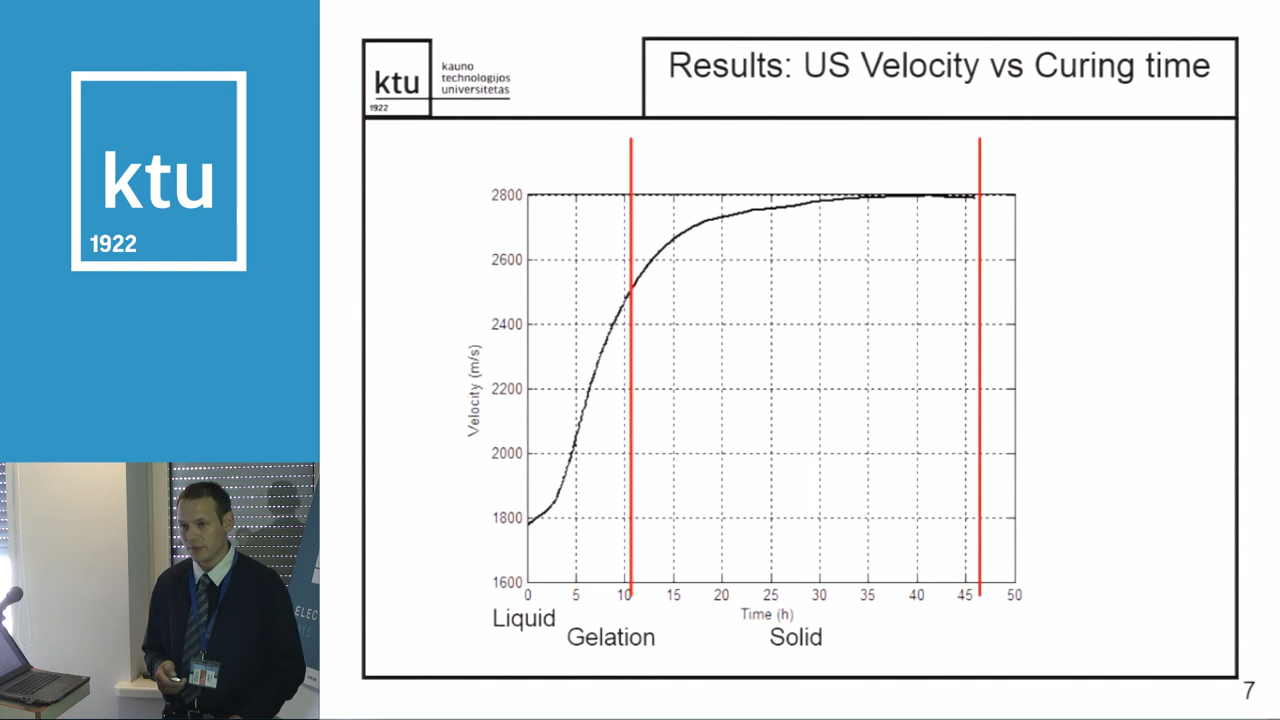 ktu
1922
ktu
1922
kauno
technologijos
universitetas
Results: US Velocity vs Curing time
2800
2600
2400
2200
2000
1800
1600
Velocity (m/s)
0 5 10 15 20 25 30 35 40 45 50
Time (h)
Liquid
Gelation
Solid
7